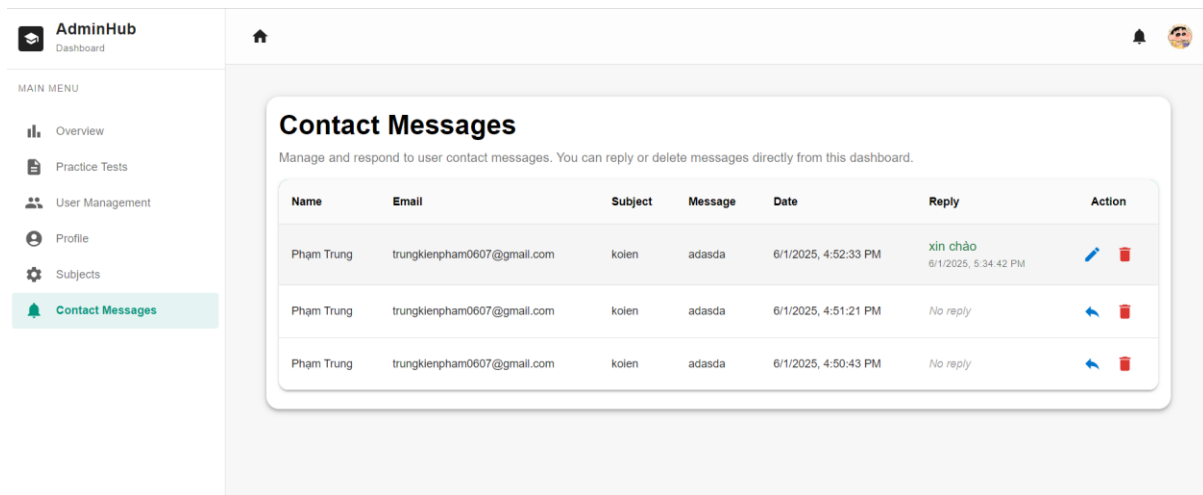 AdminHub
Dashboard
MAIN MENU
Overview
Practice Tests
User Management
Profile
Subjects
Contact Messages
Contact Messages
Manage and respond to user contact messages. You can reply or delete messages directly from this dashboard.
Name Email Subject Message Date Reply Action
Phạm Trung trungkienpham0607@gmail.com koien adasda 6/1/2025, 4:52:33 PM xin chào
6/1/2025, 5:34:42 PM
Phạm Trung trungkienpham0607@gmail.com koien adasda 6/1/2025, 4:51:21 PM No reply
Phạm Trung trungkienpham0607@gmail.com koien adasda 6/1/2025, 4:50:43 PM No reply